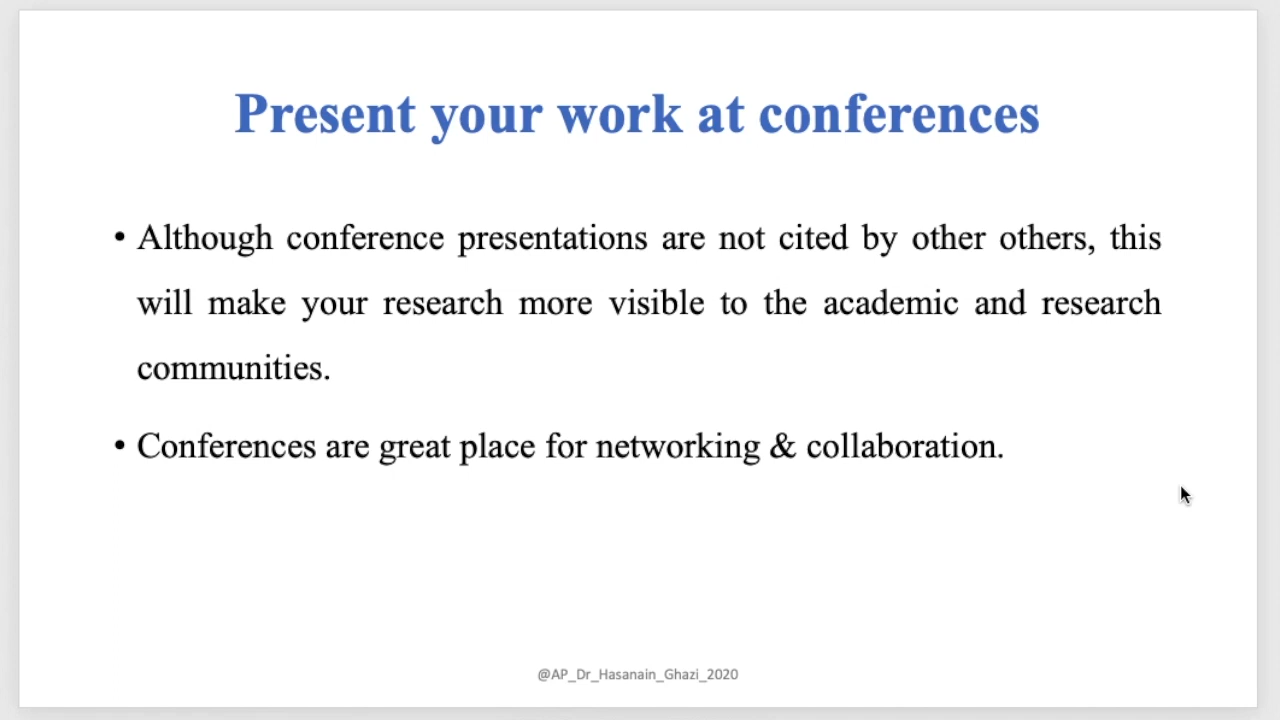 Present your work at conferences
• Although conference presentations are not cited by other others, this
will make your research more visible to the academic and research
communities.
• Conferences are great place for networking & collaboration.
@AP_Dr_Hasanain_Ghazi_2020